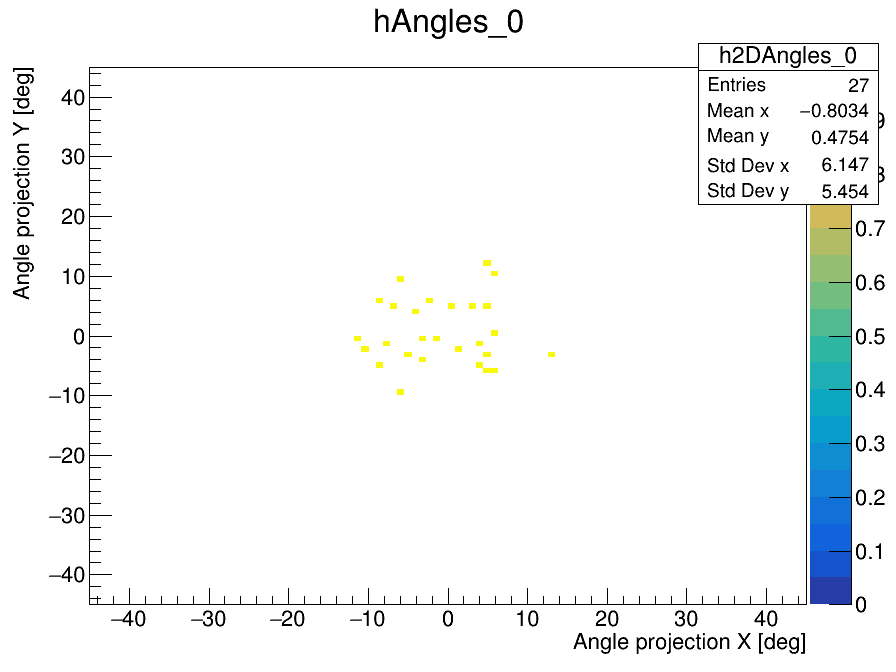 hAngles_0
h2DAngles_0
Entries 27
Mean x −0.8034
Mean y 0.4754
Std Dev x 6.147
Std Dev y 5.454
Angle projection Y [deg]
40
30
20
10
0
−10
−20
−30
−40
−40 −30 −20 −10 0 10 20 30 40
Angle projection X [deg]
0.7
0.6
0.5
0.4
0.3
0.2
0.1
0